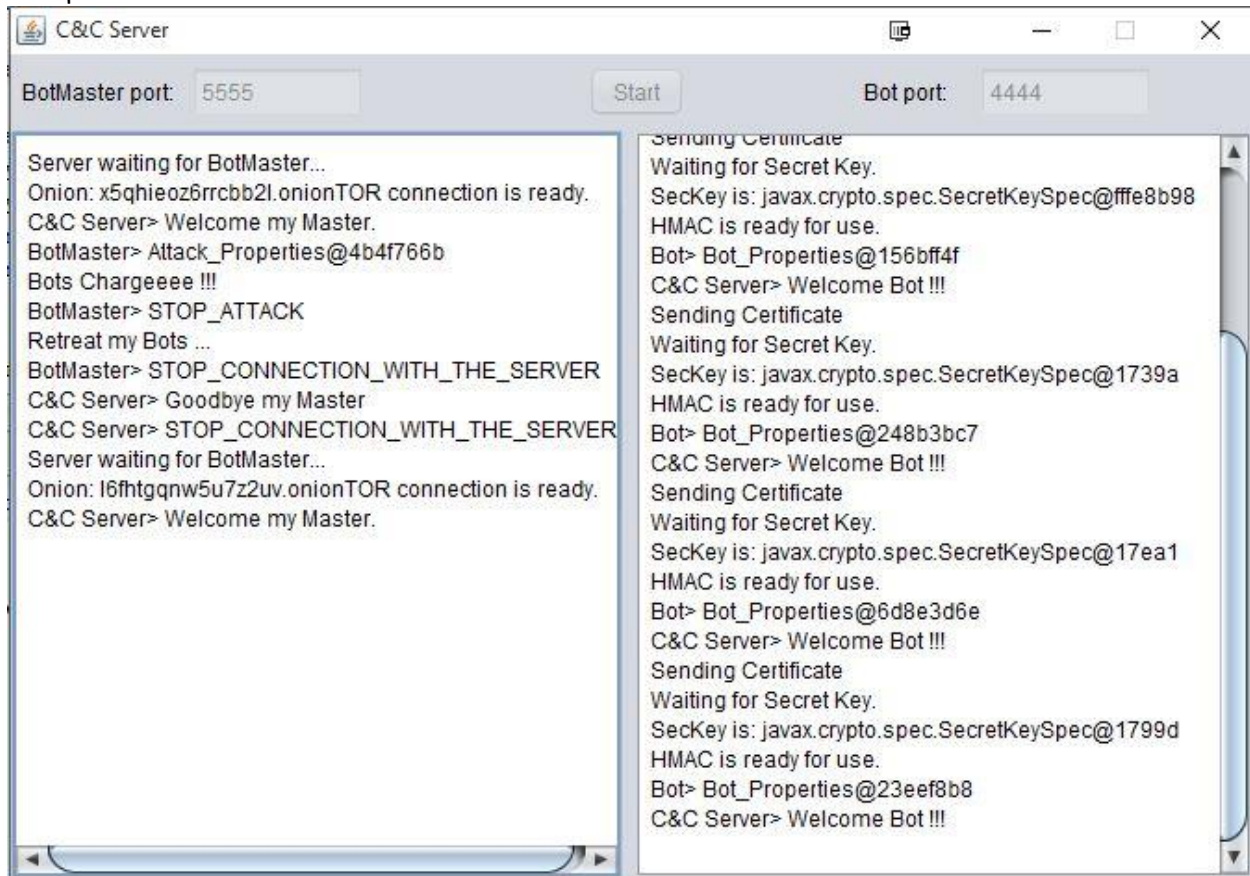 C&C Server
BotMaster port: 5555 Start Bot port: 4444
Server waiting for BotMaster...
Onion: x5qhieoz6rrcbb2l.onionTOR connection is ready.
C&C Server> Welcome my Master.
BotMaster> Attack_Properties@4b4f766b
Bots Chargeeee !!!
BotMaster> STOP_ATTACK
Retreat my Bots ...
BotMaster> STOP_CONNECTION_WITH_THE_SERVER
C&C Server> Goodbye my Master
C&C Server> STOP_CONNECTION_WITH_THE_SERVER
Server waiting for BotMaster...
Onion: l6fhtgqnw5u7z2uv.onionTOR connection is ready.
C&C Server> Welcome my Master.
Sending Certificate
Waiting for Secret Key.
SecKey is: javax.crypto.spec.SecretKeySpec@fffe8b98
HMAC is ready for use.
Bot> Bot_Properties@156bff4f
C&C Server> Welcome Bot !!!
Sending Certificate
Waiting for Secret Key.
SecKey is: javax.crypto.spec.SecretKeySpec@1739a
HMAC is ready for use.
Bot> Bot_Properties@248b3bc7
C&C Server> Welcome Bot !!!
Sending Certificate
Waiting for Secret Key.
SecKey is: javax.crypto.spec.SecretKeySpec@17ea1
HMAC is ready for use.
Bot> Bot_Properties@6d8e3d6e
C&C Server> Welcome Bot !!!
Sending Certificate
Waiting for Secret Key.
SecKey is: javax.crypto.spec.SecretKeySpec@1799d
HMAC is ready for use.
Bot> Bot_Properties@23eef8b8
C&C Server> Welcome Bot !!!